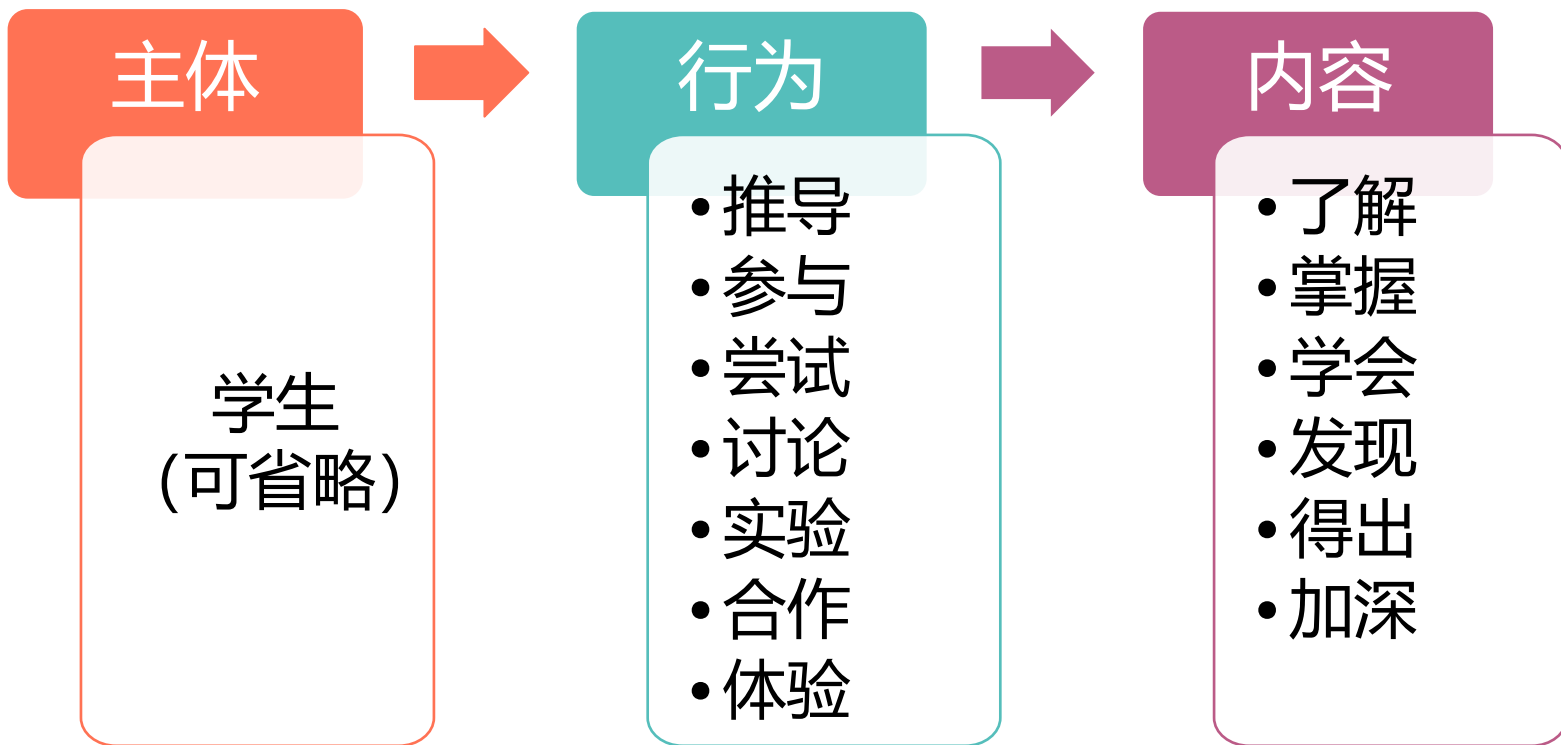 主体
学生
(可省略)
行为
•推导
•参与
•尝试
•讨论
•实验
•合作
•体验
内容
•了解
•掌握
•学会
•发现
•得出
•加深